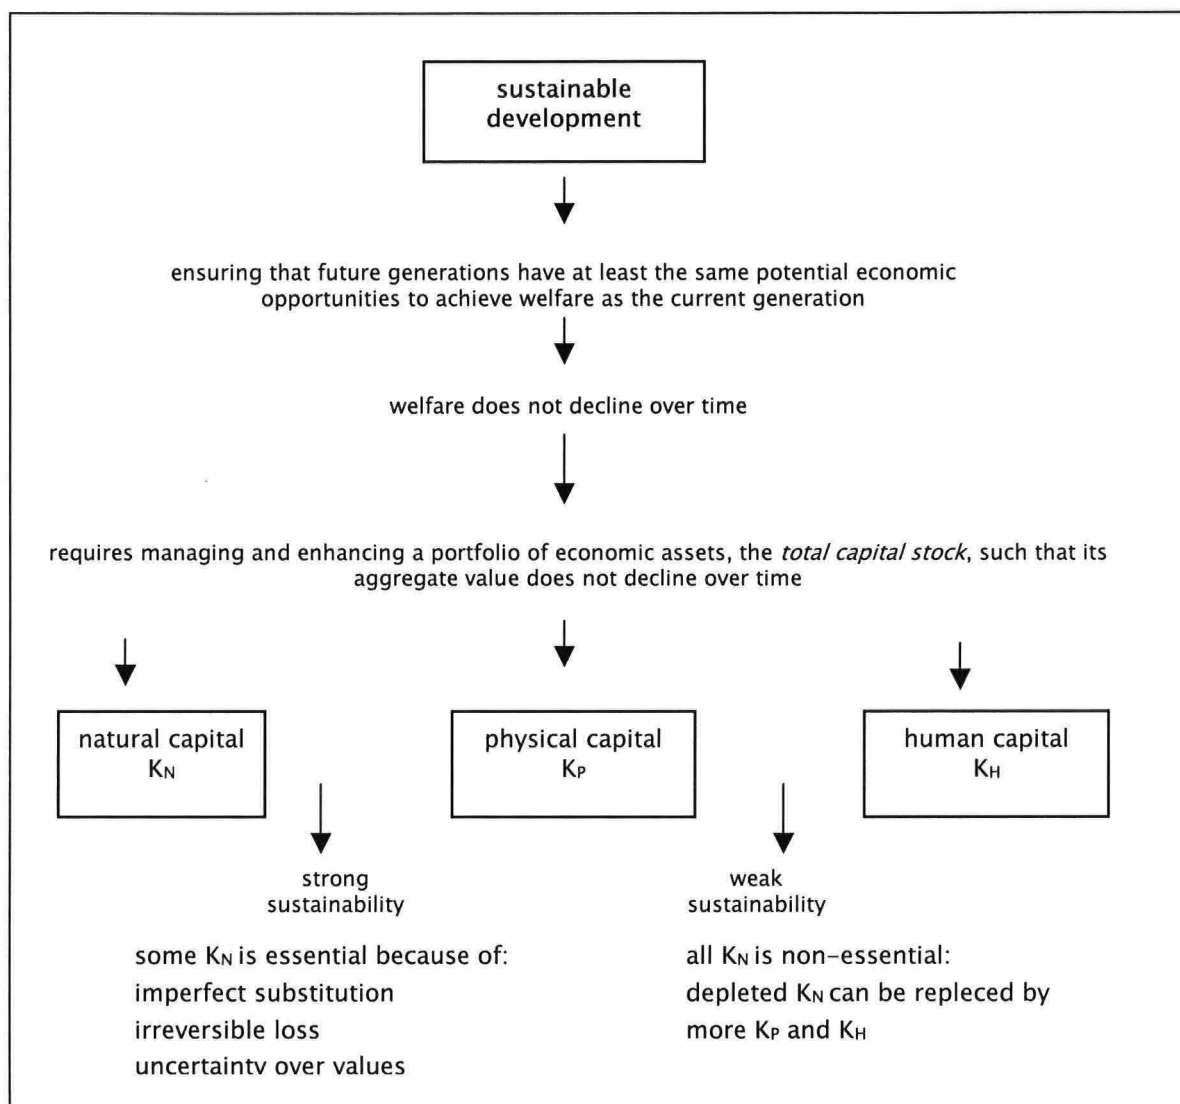 sustainable
development
ensuring that future generations have at least the same potential economic
opportunities to achieve welfare as the current generation
welfare does not decline over time
requires managing and enhancing a portfolio of economic assets, the total capital stock, such that its
aggregate value does not decline over time
natural capital
KN
physical capital
KP
human capital
KH
strong
sustainability
some KN is essential because of:
imperfect substitution
irreversible loss
uncertainty over values
weak
sustainability
all KN is non-essential:
depleted KN can be repleced by
more KP and KH